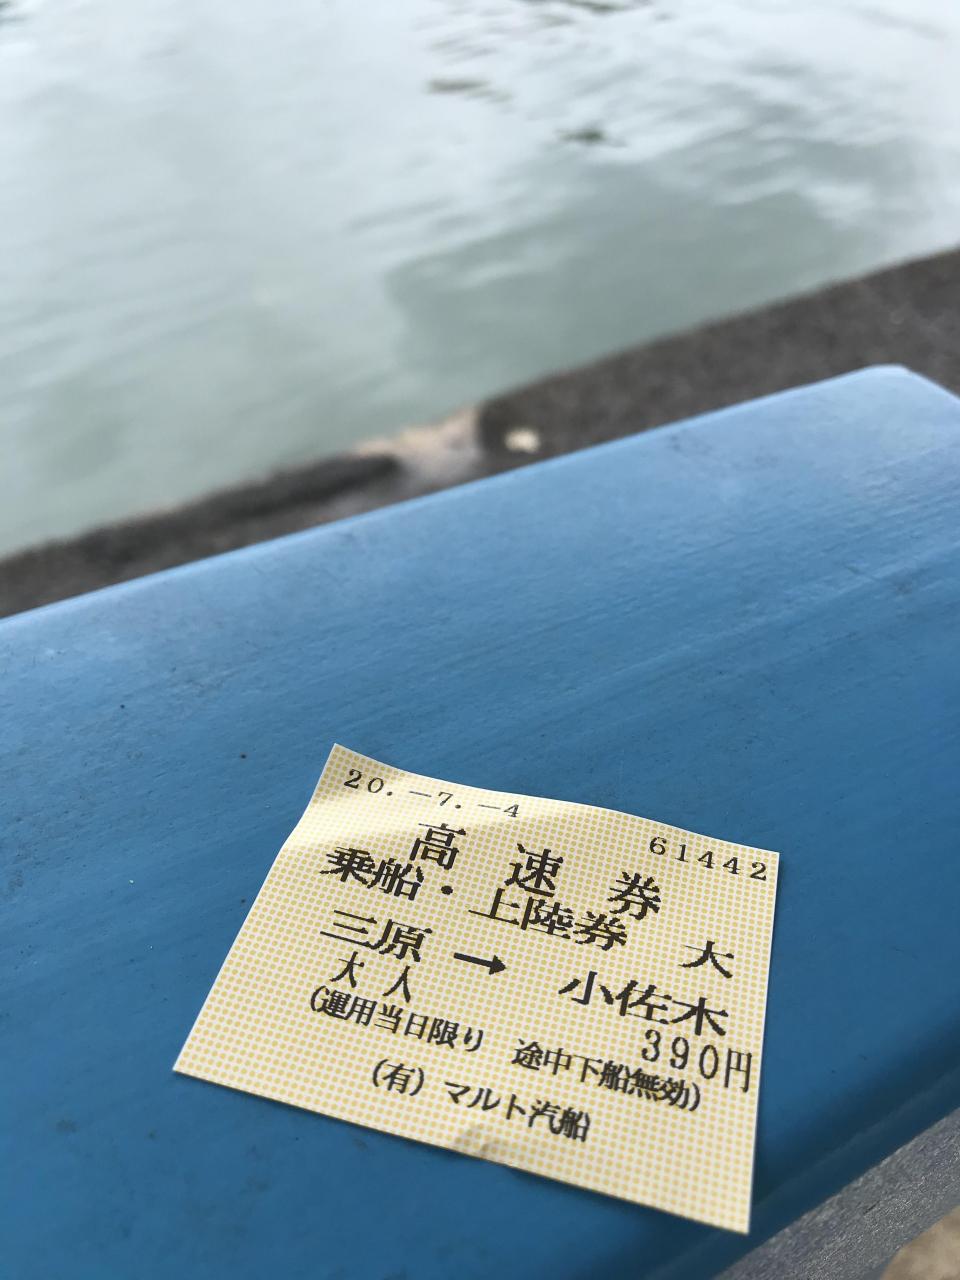 20.-7.-4 61442
高速券
乗船・上陸券 大
三原 → 小佐木
大人 390円
(運用当日限り 途中下船無効)
(有)マルト汽船